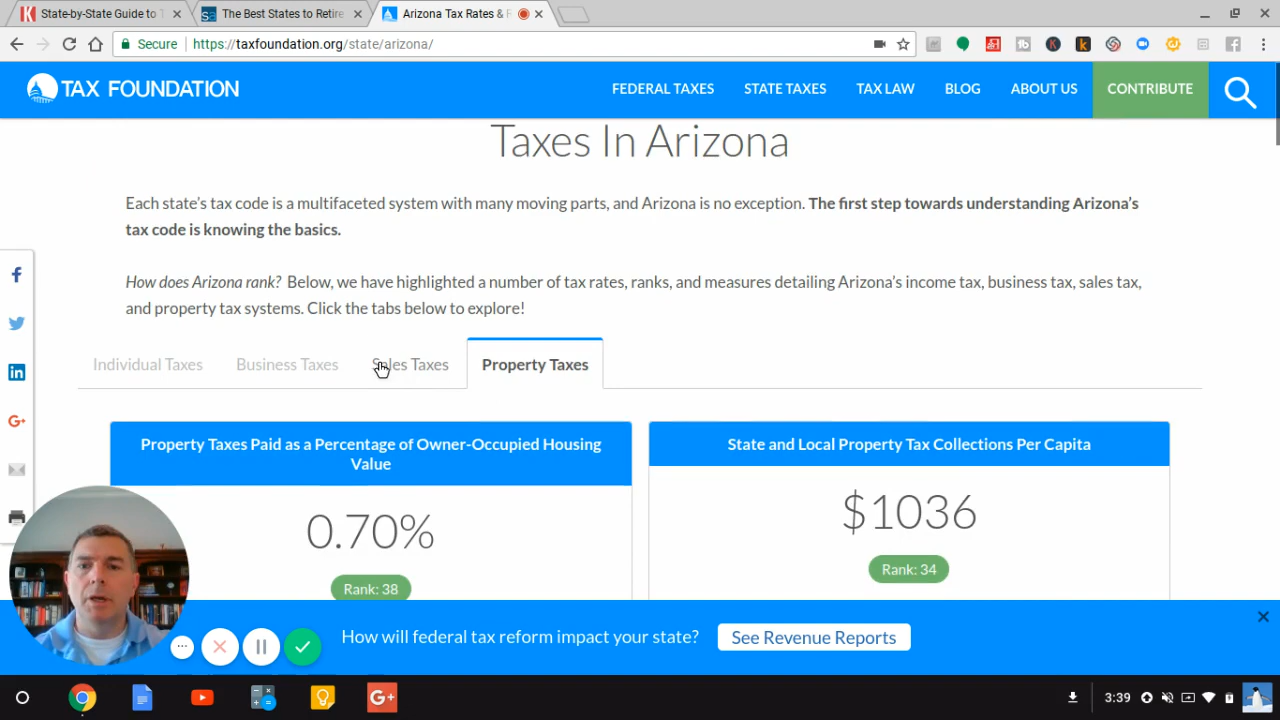 State-by-State Guide to T
The Best States to Retire
Arizona Tax Rates & R
Secure
https://taxfoundation.org/state/arizona/
TAX FOUNDATION
FEDERAL TAXES
STATE TAXES
TAX LAW
BLOG
ABOUT US
CONTRIBUTE
Taxes In Arizona
Each state's tax code is a multifaceted system with many moving parts, and Arizona is no exception. The first step towards understanding Arizona's
tax code is knowing the basics.
How does Arizona rank? Below, we have highlighted a number of tax rates, ranks, and measures detailing Arizona's income tax, business tax, sales tax,
and property tax systems. Click the tabs below to explore!
Individual Taxes
Business Taxes
Sales Taxes
Property Taxes
Property Taxes Paid as a Percentage of Owner-Occupied Housing
Value
0.70%
Rank: 38
State and Local Property Tax Collections Per Capita
$1036
Rank: 34
How will federal tax reform impact your state?
See Revenue Reports
3:39